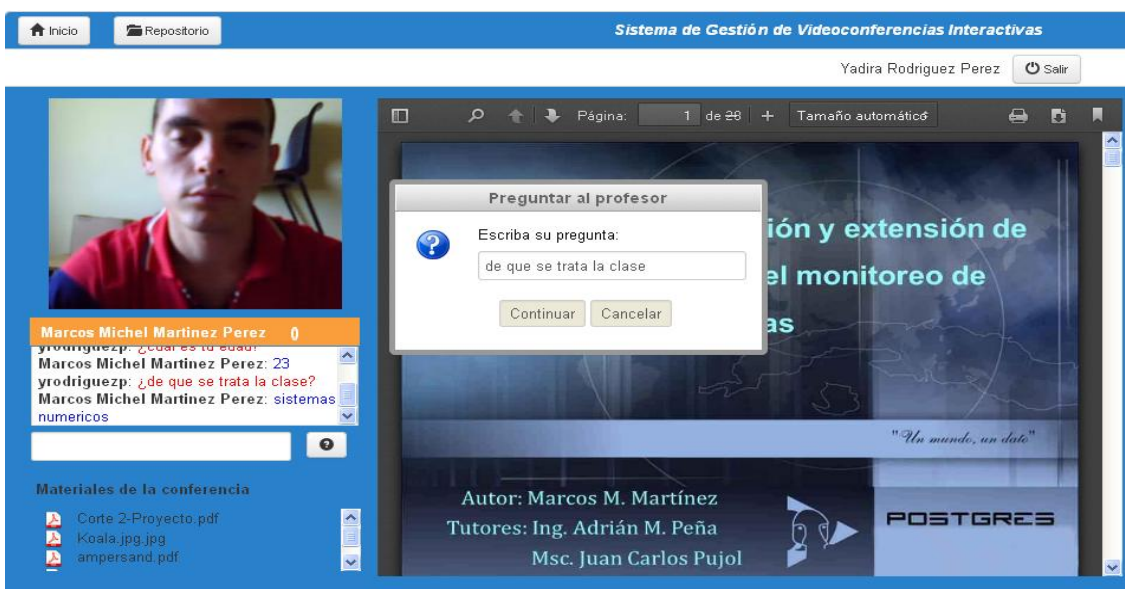 Inicio
Repositorio
Sistema de Gestión de Videoconferencias Interactivas
Yadira Rodriguez Perez
Salir
Marcos Michel Martinez Perez 0
yrodriguezp: ¿cual es tu edad?
Marcos Michel Martinez Perez: 23
yrodriguezp: ¿de que se trata la clase?
Marcos Michel Martinez Perez: sistemas
numericos
Materiales de la conferencia
Corte 2-Proyecto.pdf
Koala.jpg.jpg
ampersand.pdf
Página: 1 de 28
Tamaño automático
Preguntar al profesor
Escriba su pregunta:
de que se trata la clase
Continuar
Cancelar
ión y extensión de
el monitoreo de
as
"Un mundo, un dato"
Autor: Marcos M. Martínez
Tutores: Ing. Adrián M. Peña
Msc. Juan Carlos Pujol
POSTGRES